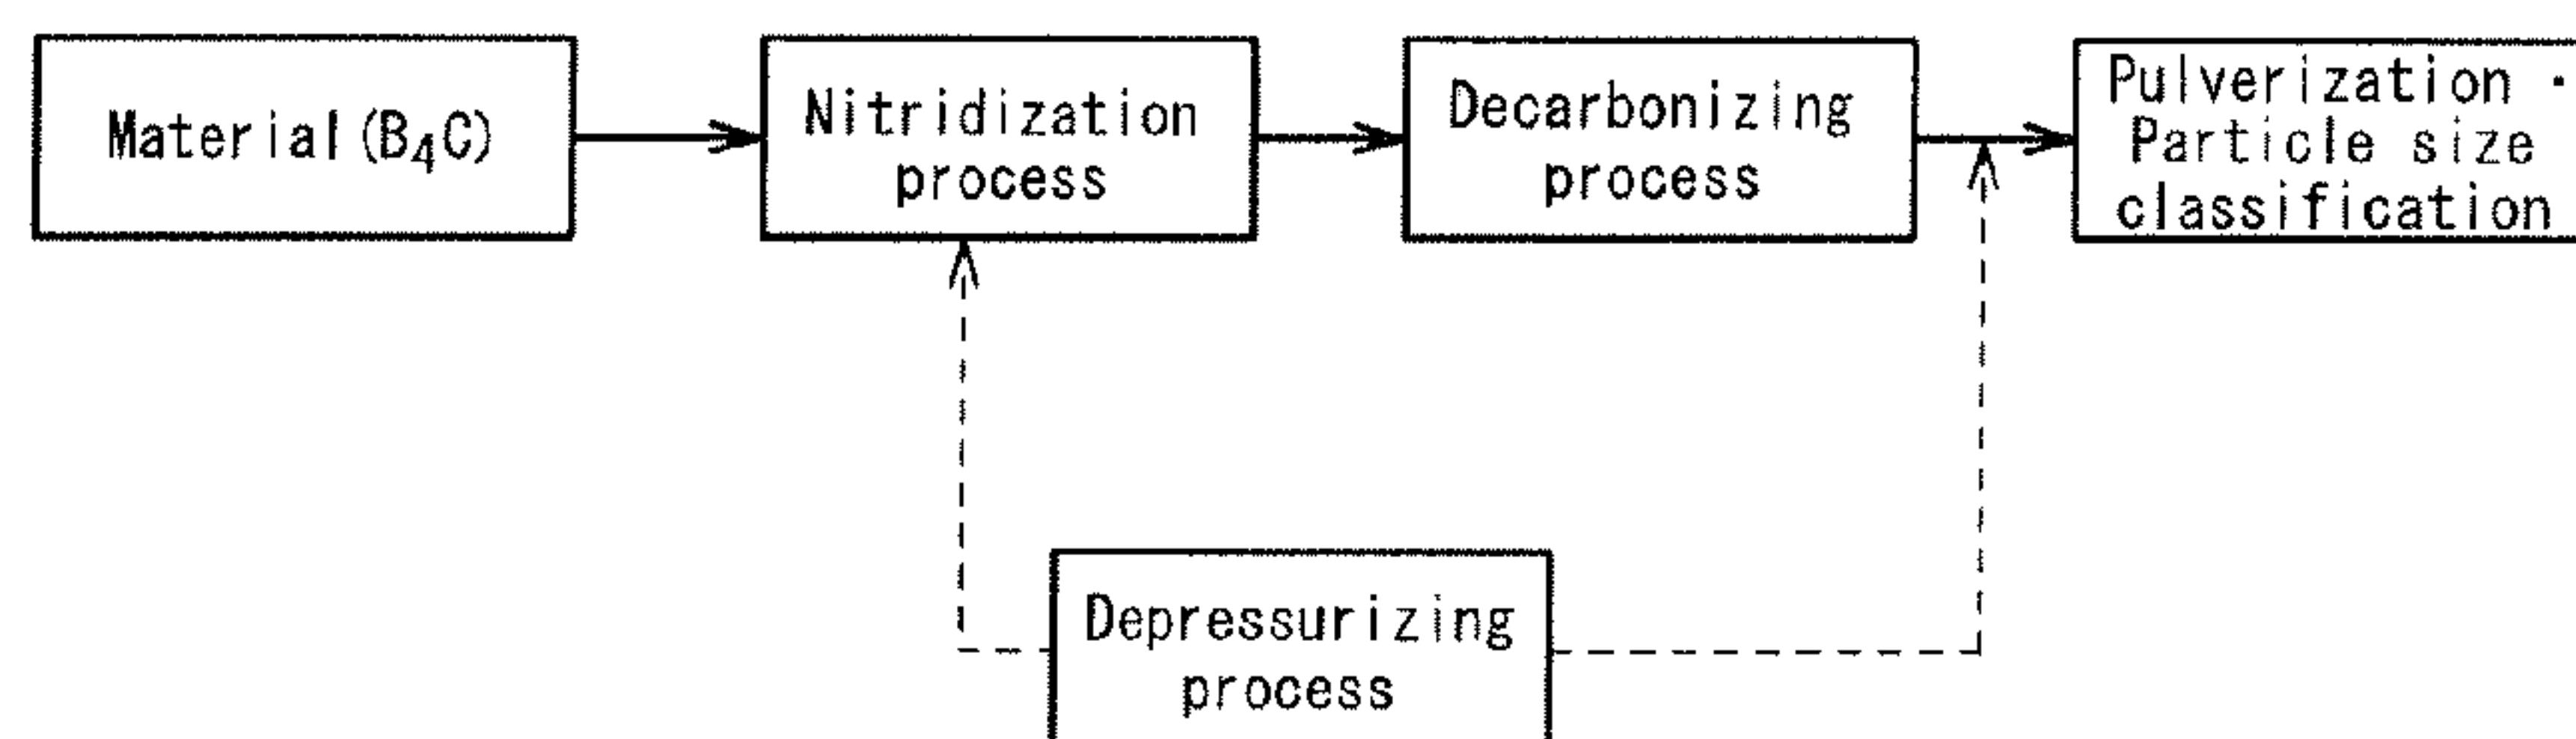 Material(B₄C)
Nitridization
process
Decarbonizing
process
Pulverization ·
Particle size
classification
Depressurizing
process